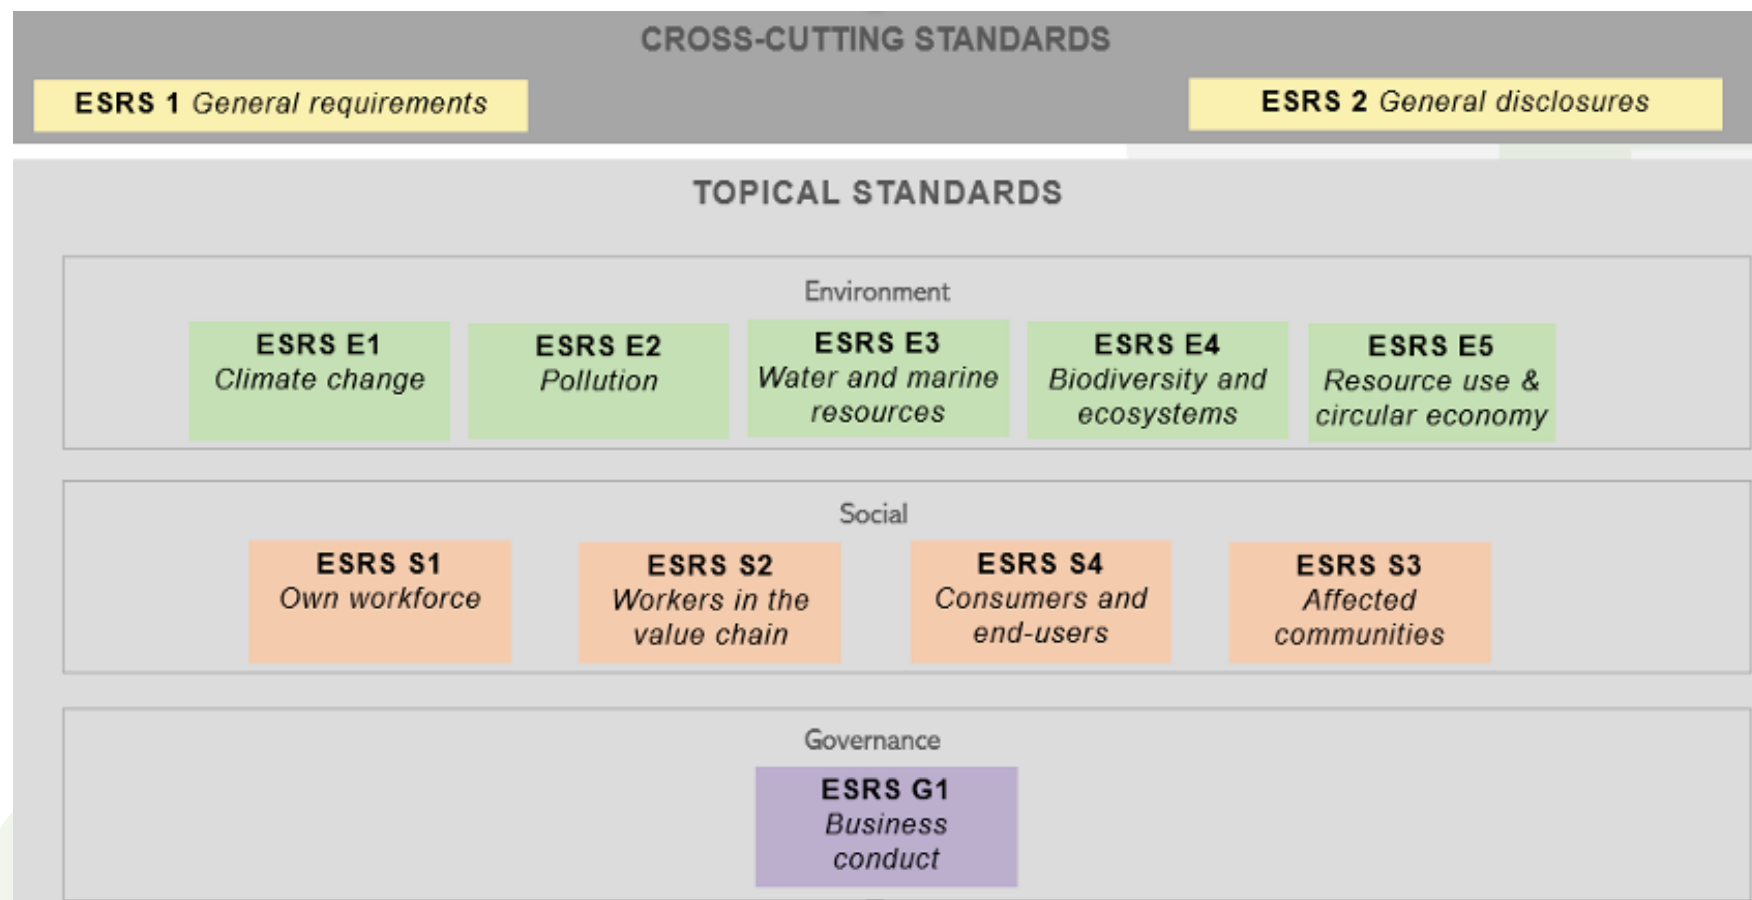 CROSS-CUTTING STANDARDS
ESRS 1 General requirements
ESRS 2 General disclosures
TOPICAL STANDARDS
Environment
ESRS E1
Climate change
ESRS E2
Pollution
ESRS E3
Water and marine
resources
ESRS E4
Biodiversity and
ecosystems
ESRS E5
Resource use &
circular economy
Social
ESRS S1
Own workforce
ESRS S2
Workers in the
value chain
ESRS S4
Consumers and
end-users
ESRS S3
Affected
communities
Governance
ESRS G1
Business
conduct